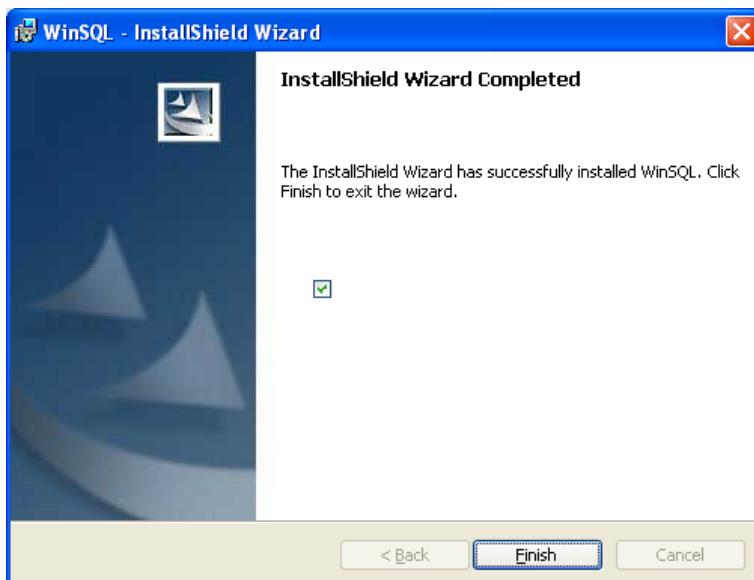 WinSQL - InstallShield Wizard
InstallShield Wizard Completed
The InstallShield Wizard has successfully installed WinSQL. Click
Finish to exit the wizard.
< Back
Finish
Cancel